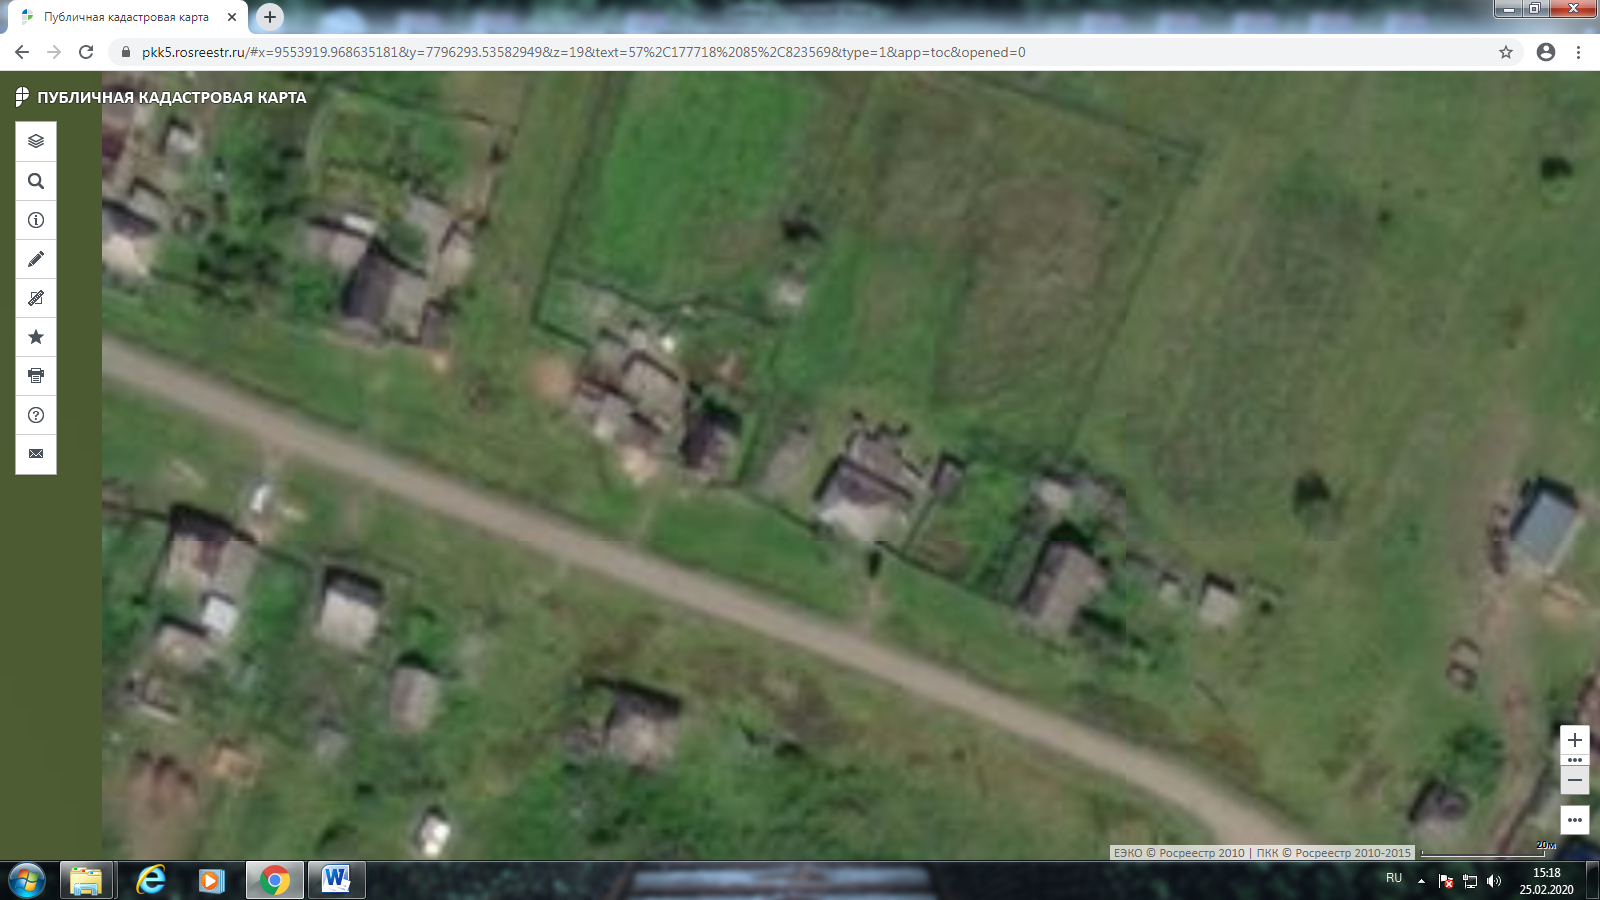 Публичная кадастровая карта
pkk5.rosreestr.ru/#x=9553919.968635181&y=7796293.53582949&z=19&text=57%2C177718%2085%2C823569&type=1&app=toc&opened=0
ПУБЛИЧНАЯ КАДАСТРОВАЯ КАРТА
ЕЭКО © Росреестр 2010 | ПКК © Росреестр 2010-2015
20м
RU
15:18
25.02.2020